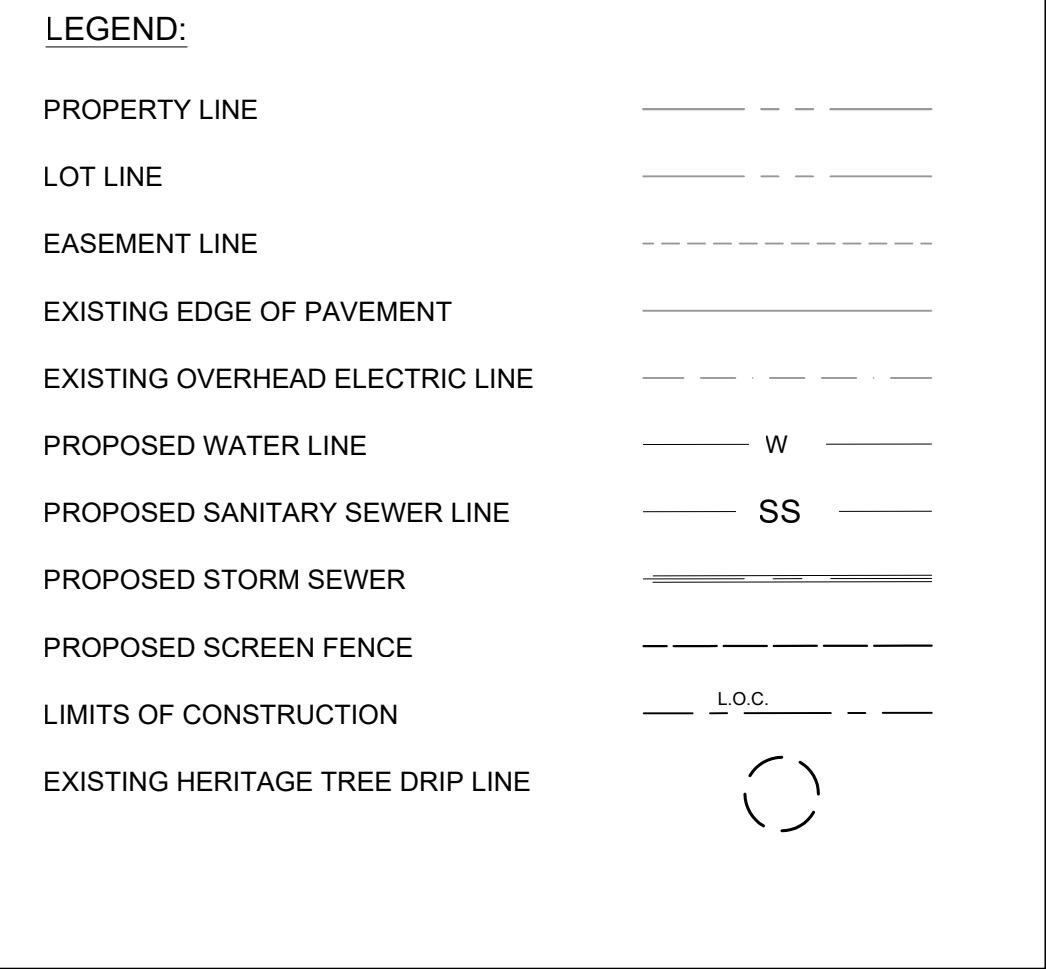 LEGEND:
PROPERTY LINE
LOT LINE
EASEMENT LINE
EXISTING EDGE OF PAVEMENT
EXISTING OVERHEAD ELECTRIC LINE
PROPOSED WATER LINE W
PROPOSED SANITARY SEWER LINE SS
PROPOSED STORM SEWER
PROPOSED SCREEN FENCE
LIMITS OF CONSTRUCTION L.O.C.
EXISTING HERITAGE TREE DRIP LINE